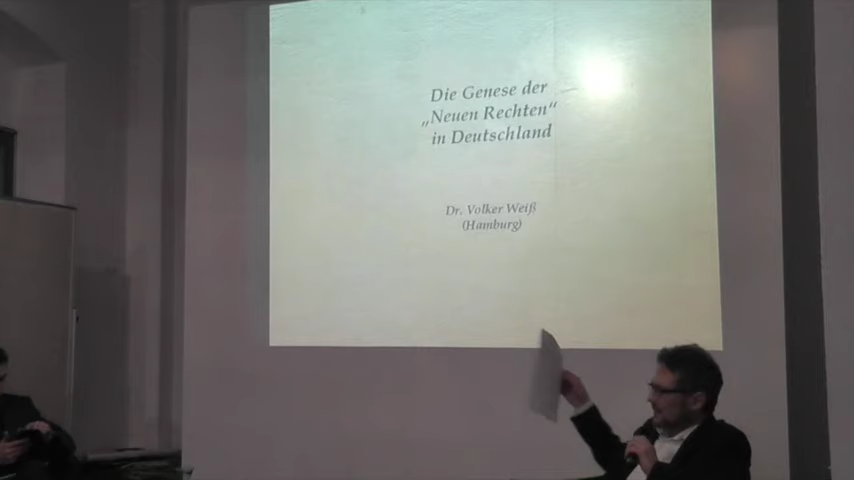 Die Genese der
„Neuen Rechten“
in Deutschland
Dr. Volker Weiß
(Hamburg)